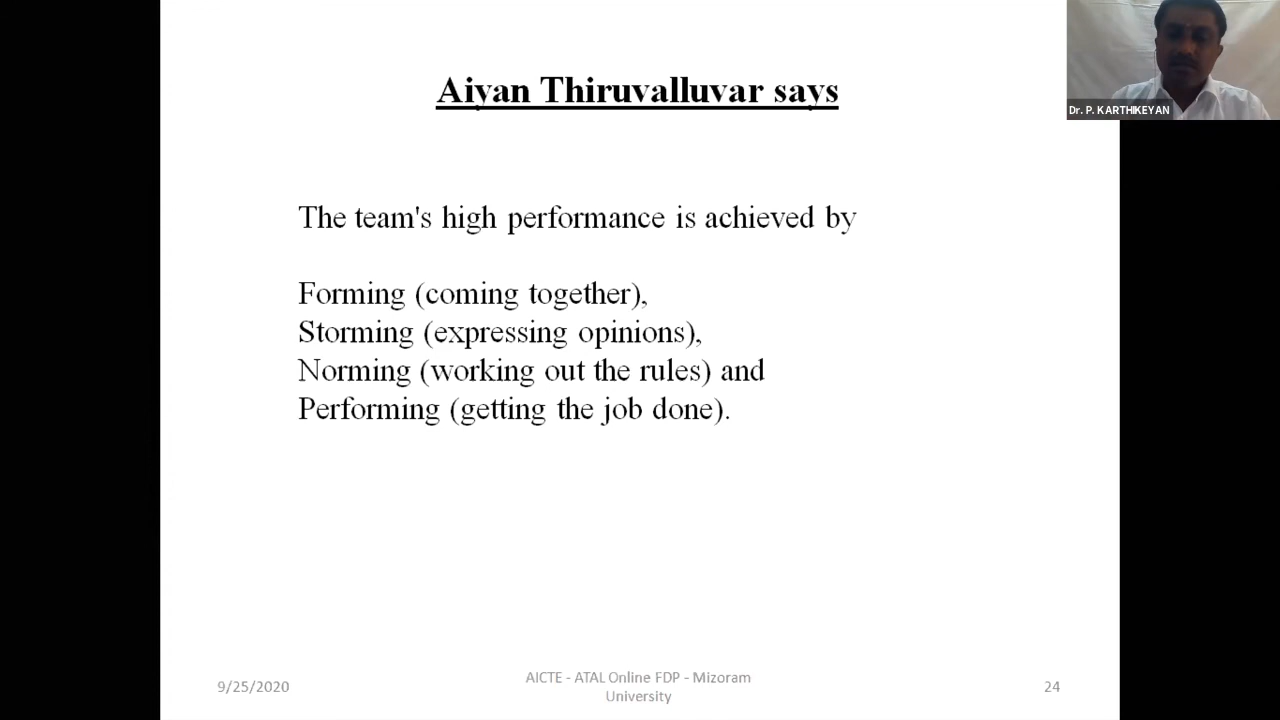 Aiyan Thiruvalluvar says
Dr. P. KARTHIKEYAN
The team's high performance is achieved by
Forming (coming together),
Storming (expressing opinions),
Norming (working out the rules) and
Performing (getting the job done).
9/25/2020
AICTE - ATAL Online FDP - Mizoram
University
24